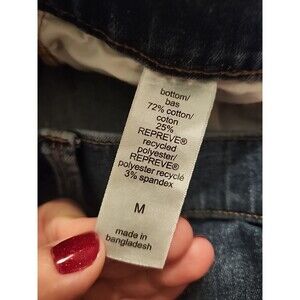 bottom/
bas
72% cotton/
coton
25%
REPREVE®
recycled
polyester/
REPREVE®
polyester recyclé
3% spandex
M
made in
bangladesh